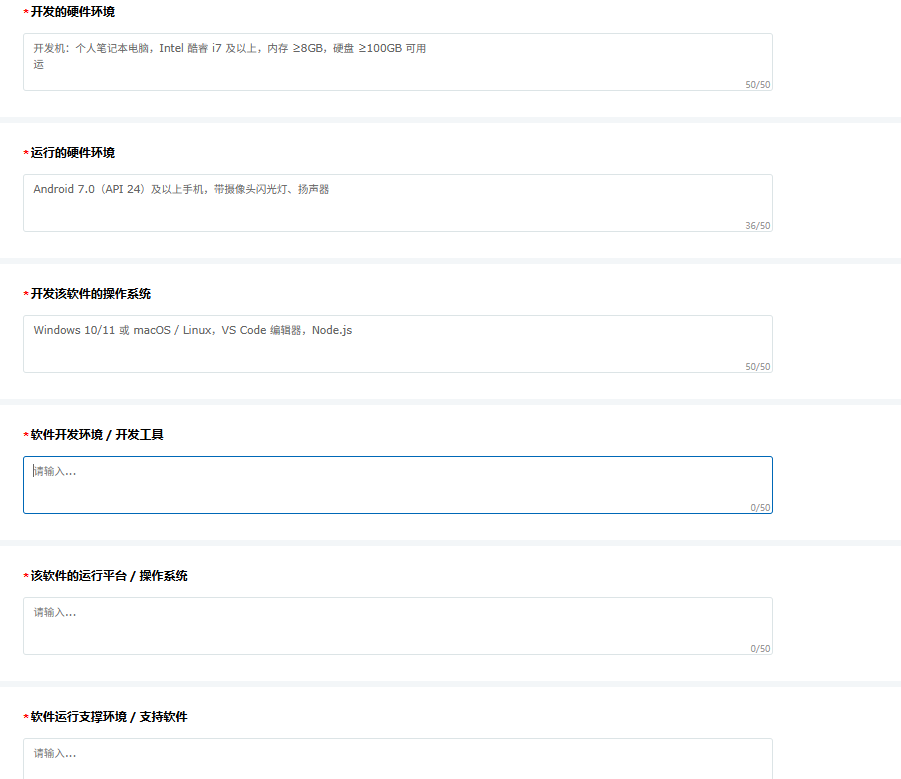 *开发的硬件环境
开发机：个人笔记本电脑，Intel 酷睿 i7 及以上，内存 ≥8GB，硬盘 ≥100GB 可用
运
50/50
*运行的硬件环境
Android 7.0（API 24）及以上手机，带摄像头闪光灯、扬声器
36/50
*开发该软件的操作系统
Windows 10/11 或 macOS / Linux，VS Code 编辑器，Node.js
50/50
*软件开发环境 / 开发工具
请输入...
0/50
*该软件的运行平台 / 操作系统
请输入...
0/50
*软件运行支撑环境 / 支持软件
请输入...